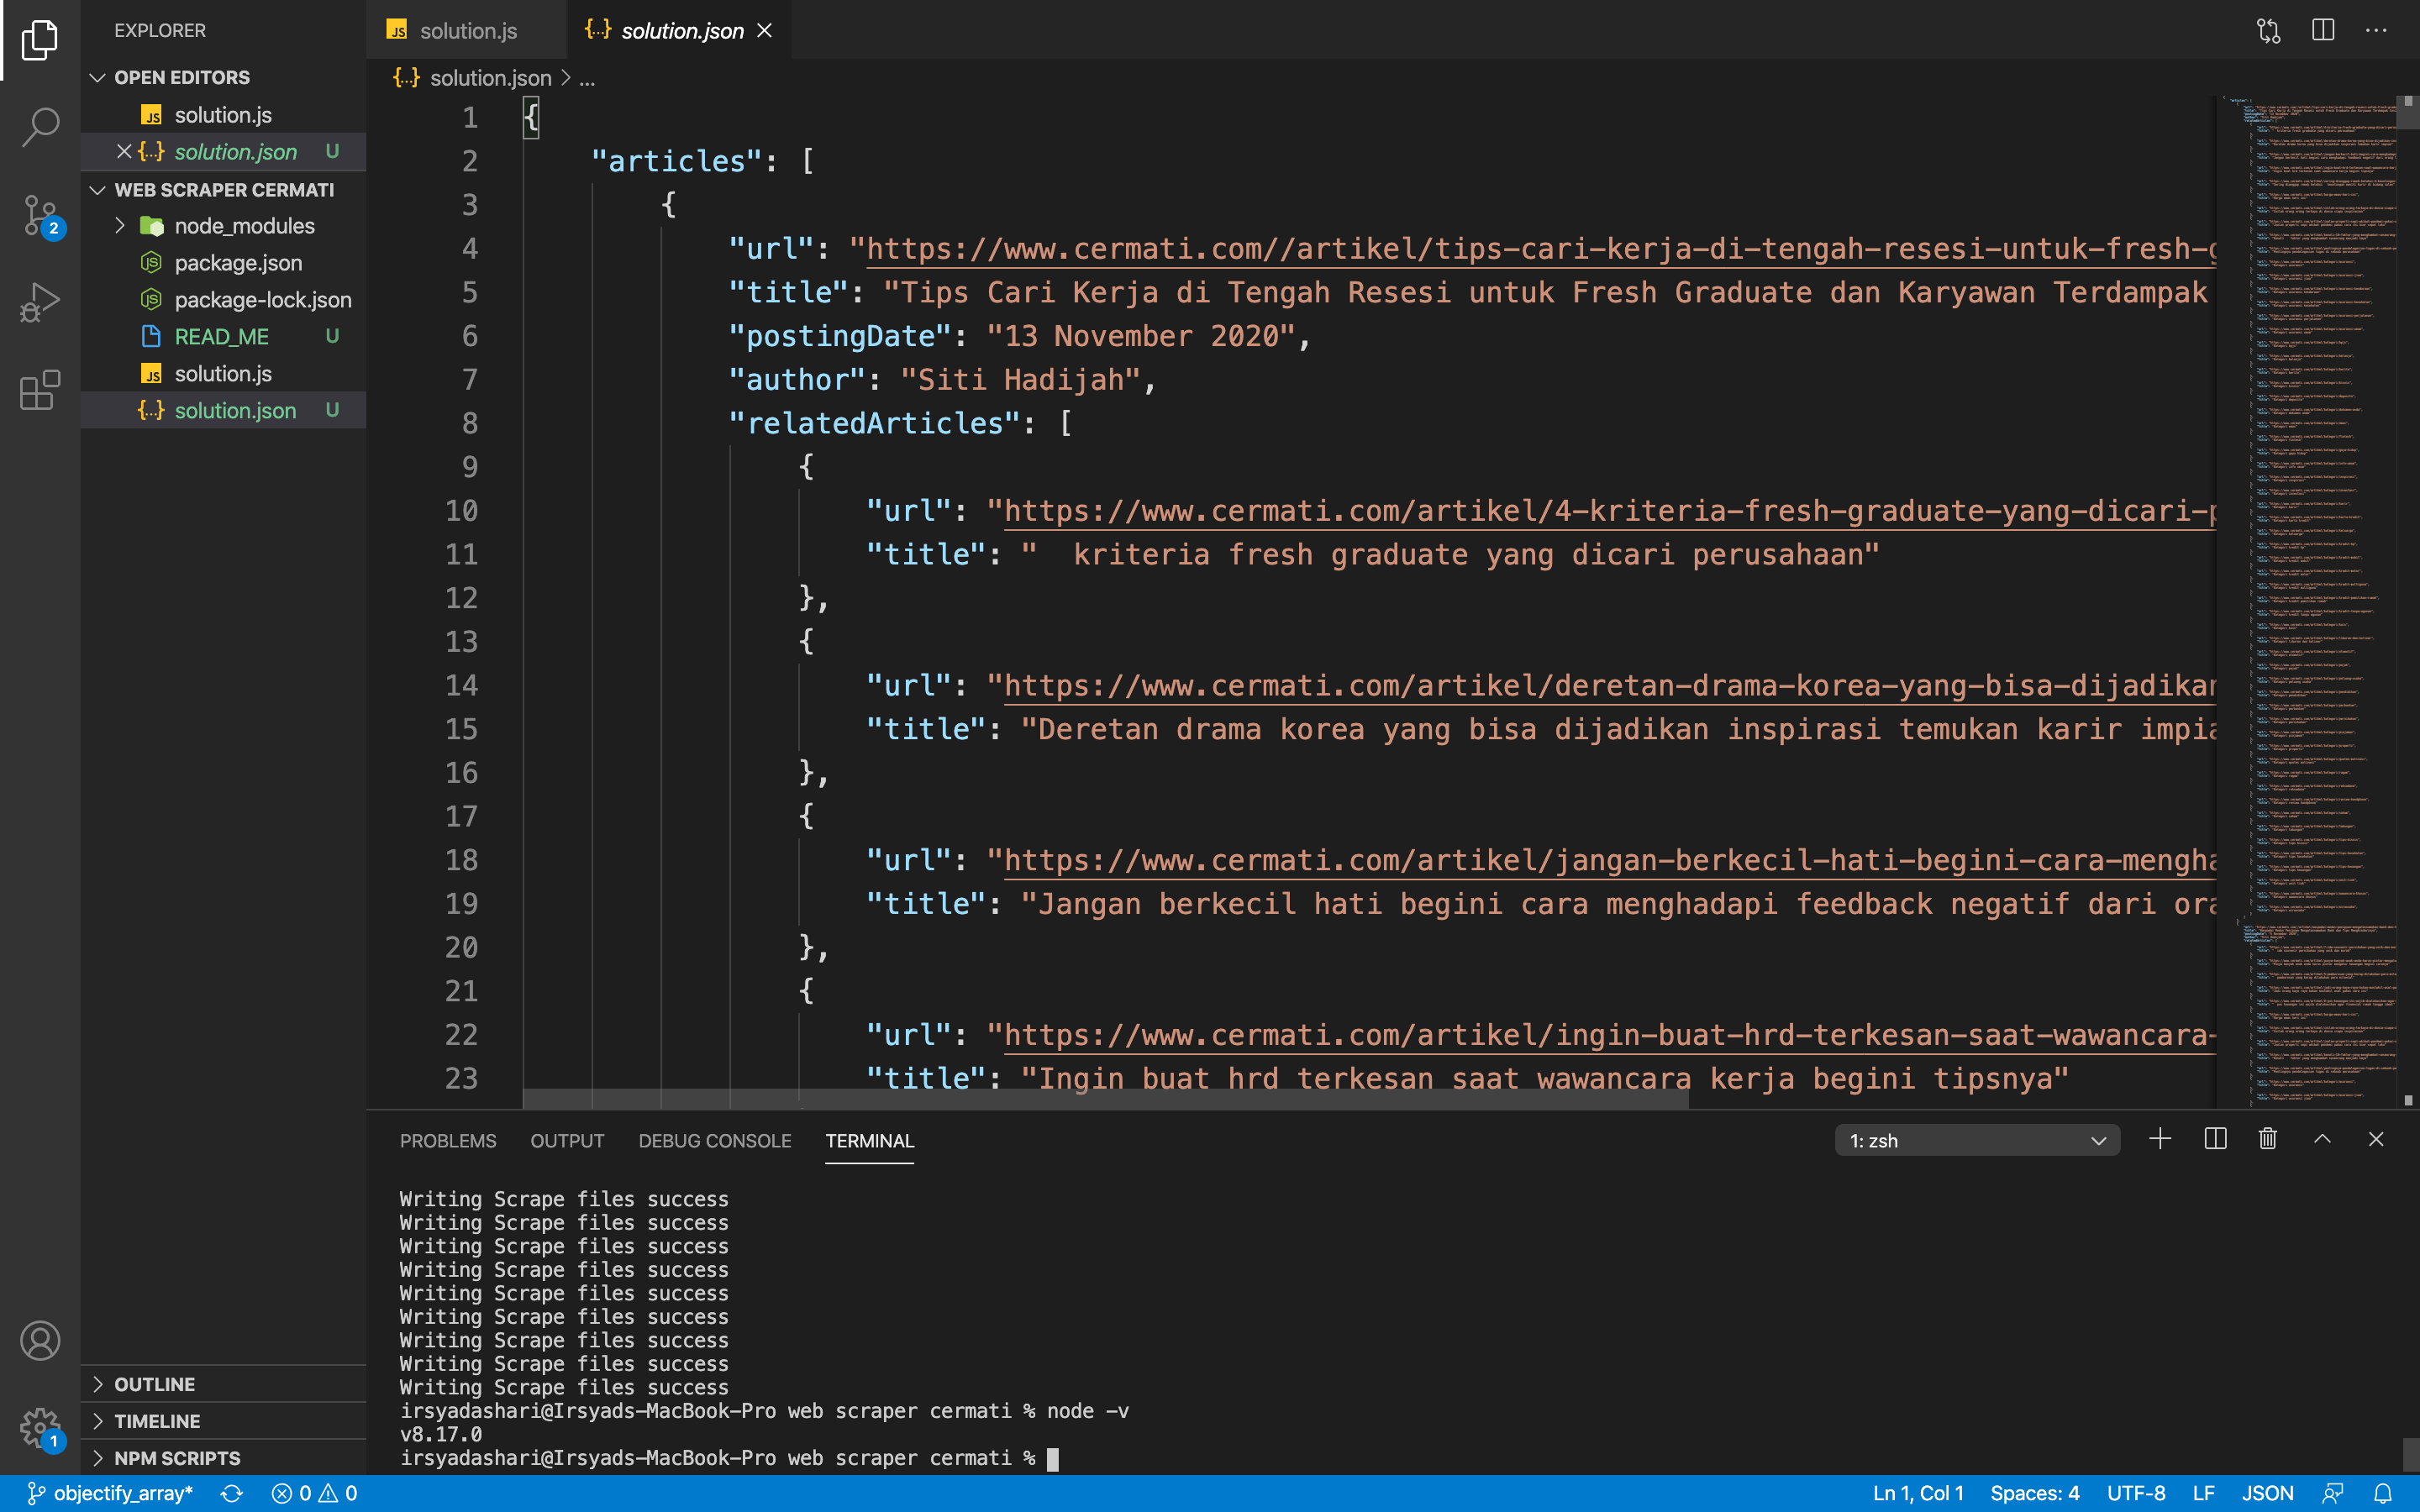 EXPLORER
OPEN EDITORS
solution.js
solution.json U
WEB SCRAPER CERMATI
node_modules
package.json
package-lock.json
READ_ME U
solution.js
solution.json U
OUTLINE
TIMELINE
NPM SCRIPTS
2
1
solution.js
solution.json
solution.json > ...
1 {
2 "articles": [
3 {
4 "url": "https://www.cermati.com//artikel/tips-cari-kerja-di-tengah-resesi-untuk-fresh-g
5 "title": "Tips Cari Kerja di Tengah Resesi untuk Fresh Graduate dan Karyawan Terdampak
6 "postingDate": "13 November 2020",
7 "author": "Siti Hadijah",
8 "relatedArticles": [
9 {
10 "url": "https://www.cermati.com/artikel/4-kriteria-fresh-graduate-yang-dicari-p
11 "title": "  kriteria fresh graduate yang dicari perusahaan"
12 },
13 {
14 "url": "https://www.cermati.com/artikel/deretan-drama-korea-yang-bisa-dijadikan
15 "title": "Deretan drama korea yang bisa dijadikan inspirasi temukan karir impia
16 },
17 {
18 "url": "https://www.cermati.com/artikel/jangan-berkecil-hati-begini-cara-mengha
19 "title": "Jangan berkecil hati begini cara menghadapi feedback negatif dari ora
20 },
21 {
22 "url": "https://www.cermati.com/artikel/ingin-buat-hrd-terkesan-saat-wawancara-
23 "title": "Ingin buat hrd terkesan saat wawancara kerja begini tipsnya"
PROBLEMS OUTPUT DEBUG CONSOLE TERMINAL 1: zsh
Writing Scrape files success
Writing Scrape files success
Writing Scrape files success
Writing Scrape files success
Writing Scrape files success
Writing Scrape files success
Writing Scrape files success
Writing Scrape files success
Writing Scrape files success
irsyadashari@Irsyads-MacBook-Pro web scraper cermati % node -v
v8.17.0
irsyadashari@Irsyads-MacBook-Pro web scraper cermati %
objectify_array* 0 0 Ln 1, Col 1 Spaces: 4 UTF-8 LF JSON